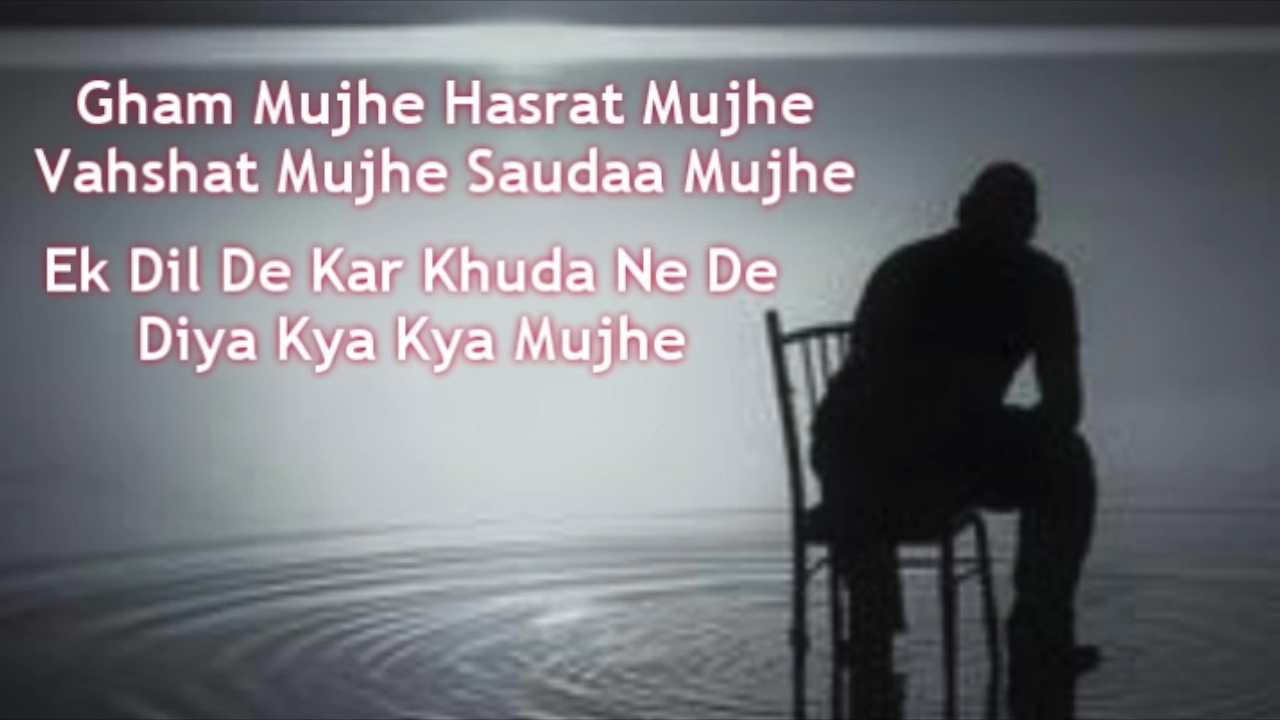 Gham Mujhe Hasrat Mujhe
Vahshat Mujhe Saudaa Mujhe
Ek Dil De Kar Khuda Ne De
Diya Kya Kya Mujhe